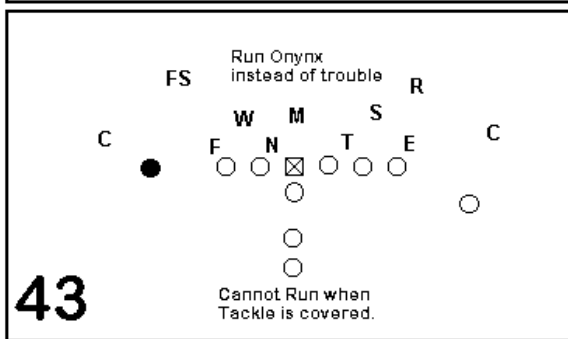 Run Onynx
instead of trouble
FS
R
W M S
C C
F N T E
43
Cannot Run when
Tackle is covered.